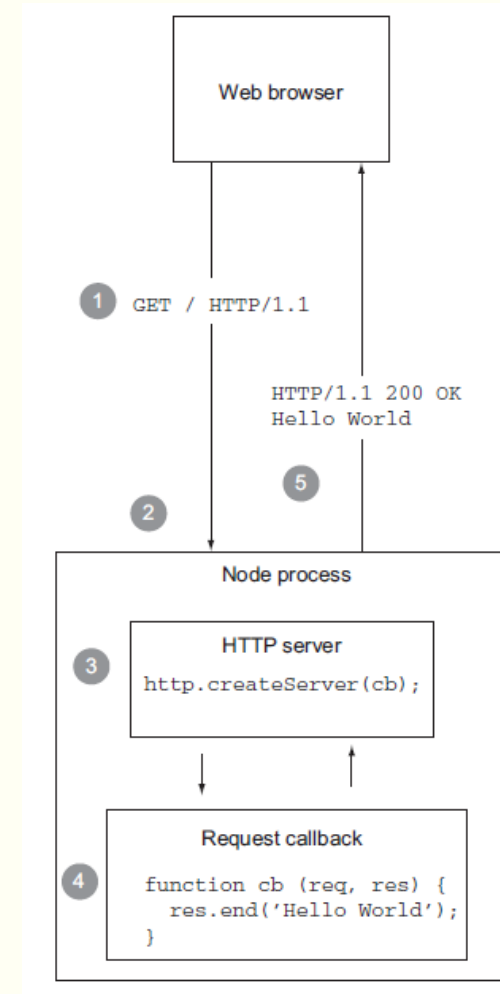 Web browser
1 GET / HTTP/1.1
HTTP/1.1 200 OK
Hello World
5
2
Node process
HTTP server
3
http.createServer(cb);
Request callback
4
function cb (req, res) {
res.end('Hello World');
}